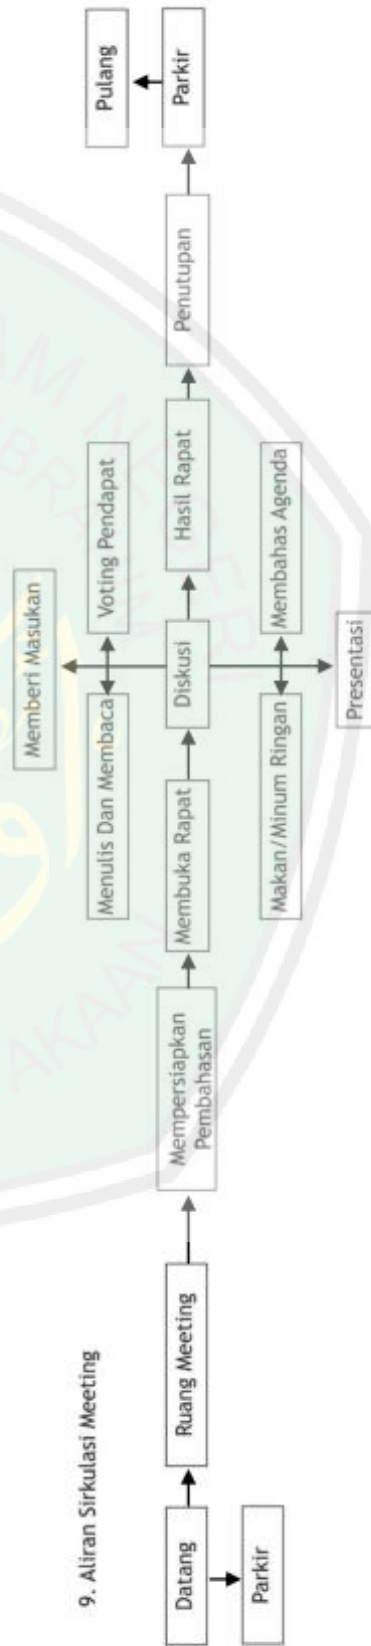 9. Aliran Sirkulasi Meeting
Datang
Parkir
Ruang Meeting
Mempersiapkan
Pembahasan
Membuka Rapat
Diskusi
Memberi Masukan
Menulis Dan Membaca
Voting Pendapat
Makan/Minum Ringan
Membahas Agenda
Presentasi
Hasil Rapat
Penutupan
Parkir
Pulang